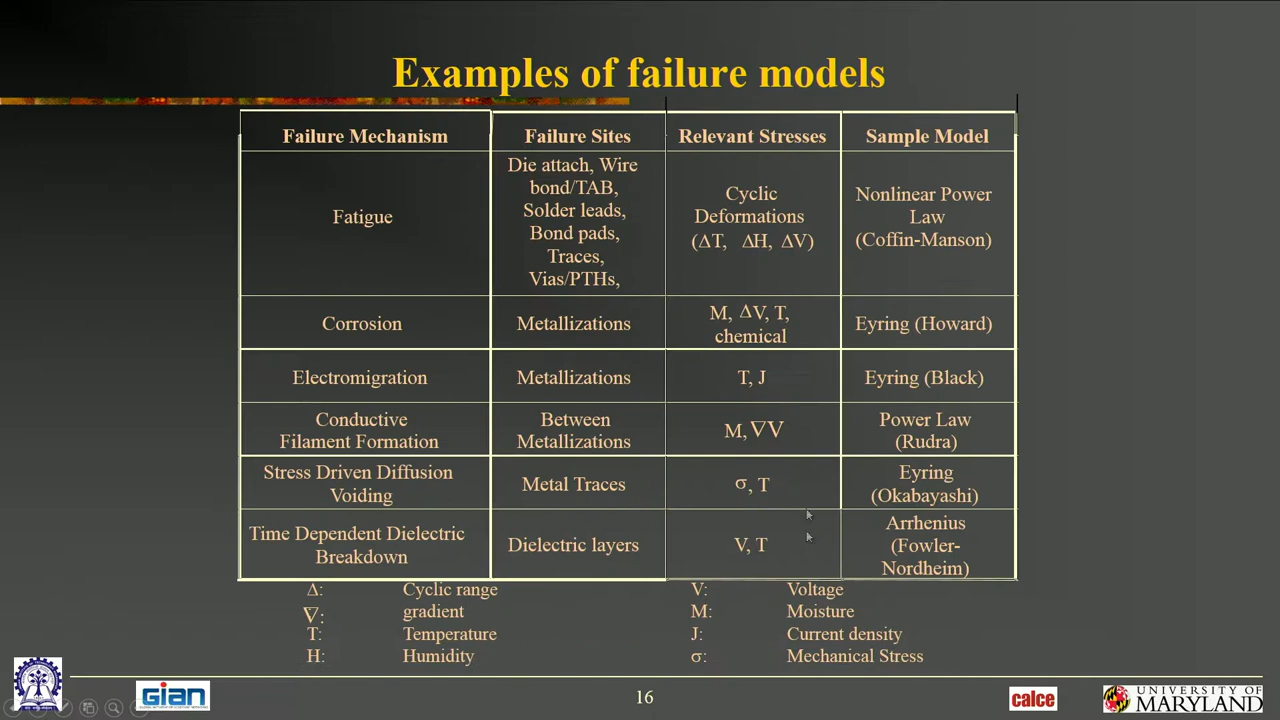 Examples of failure models
Failure Mechanism
Failure Sites
Relevant Stresses
Sample Model
Fatigue
Die attach, Wire
bond/TAB,
Solder leads,
Bond pads,
Traces,
Vias/PTHs,
Cyclic
Deformations
(ΔT, ΔH, ΔV)
Nonlinear Power
Law
(Coffin-Manson)
Corrosion
Metallizations
M, ΔV, T,
chemical
Eyring (Howard)
Electromigration
Metallizations
T, J
Eyring (Black)
Conductive
Filament Formation
Between
Metallizations
M, ∇V
Power Law
(Rudra)
Stress Driven Diffusion
Voiding
Metal Traces
σ, T
Eyring
(Okabayashi)
Time Dependent Dielectric
Breakdown
Dielectric layers
V, T
Arrhenius
(Fowler-
Nordheim)
Δ: Cyclic range
∇: gradient
T: Temperature
H: Humidity
V: Voltage
M: Moisture
J: Current density
σ: Mechanical Stress
GIAN
16
calce
UNIVERSITY OF
MARYLAND